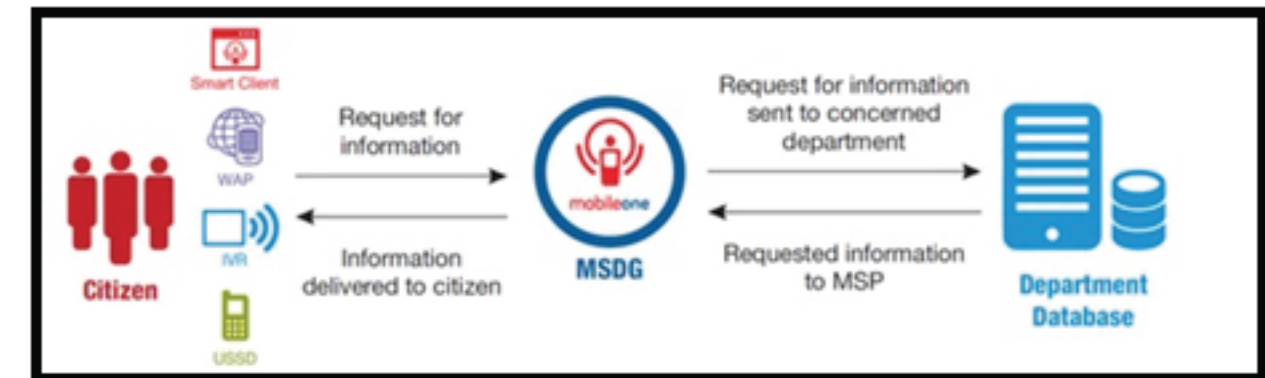 Smart Client
WAP
IVR
USSD
Citizen
Request for
information
Information
delivered to citizen
mobileone
MSDG
Request for information
sent to concerned
department
Requested information
to MSP
Department
Database